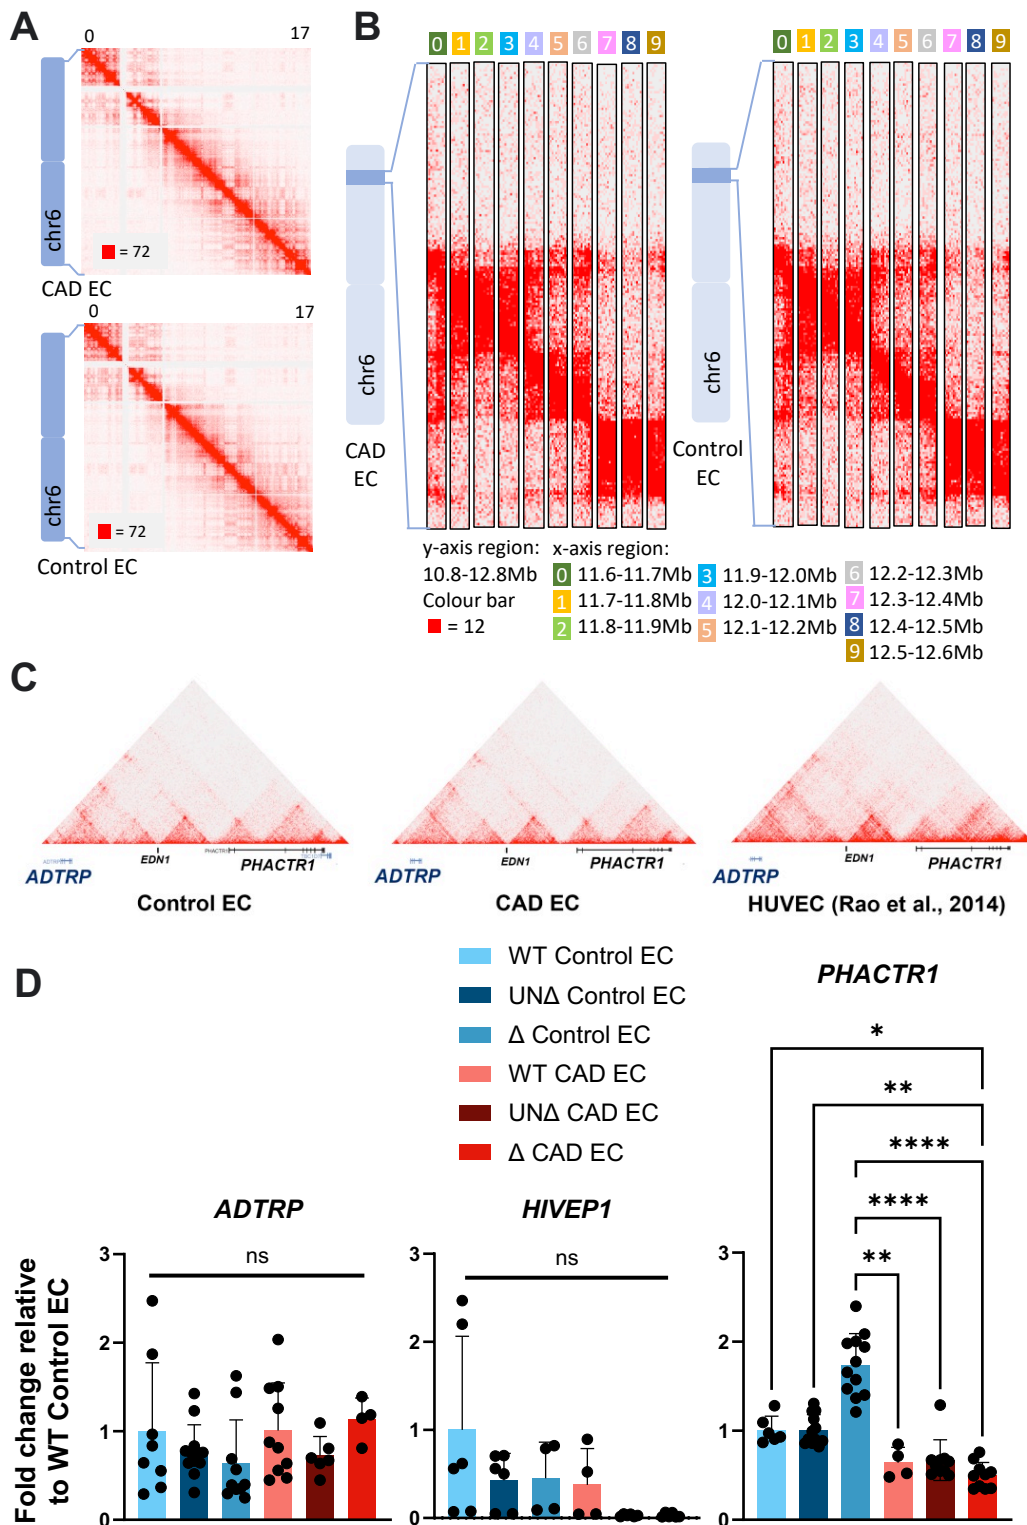 A
0 17
chr6
= 72
CAD EC
0 17
chr6
= 72
Control EC
B
0 1 2 3 4 5 6 7 8 9
chr6
CAD
EC
0 1 2 3 4 5 6 7 8 9
chr6
Control
EC
y-axis region:
10.8-12.8Mb
Colour bar
= 12
x-axis region:
0 11.6-11.7Mb
1 11.7-11.8Mb
2 11.8-11.9Mb
3 11.9-12.0Mb
4 12.0-12.1Mb
5 12.1-12.2Mb
6 12.2-12.3Mb
7 12.3-12.4Mb
8 12.4-12.5Mb
9 12.5-12.6Mb
C
ADTRP
EDN1
PHACTR1
PHACTR1
ADTRP
Control EC
EDN1
PHACTR1
ADTRP
CAD EC
EDN1
PHACTR1
ADTRP
HUVEC (Rao et al., 2014)
D
WT Control EC
UNΔ Control EC
Δ Control EC
WT CAD EC
UNΔ CAD EC
Δ CAD EC
Fold change relative
to WT Control EC
ADTRP
ns
3
2
1
0
HIVEP1
ns
3
2
1
0
PHACTR1
*
**
****
****
**
3
2
1
0